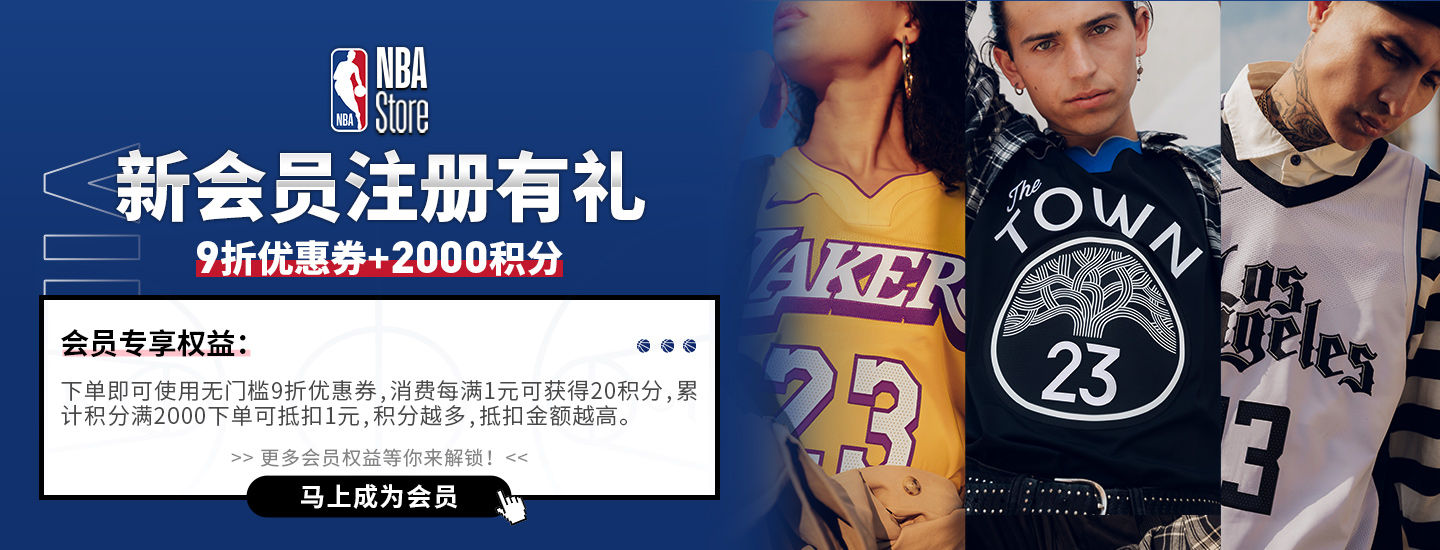 NBA
Store
NBA
新会员注册有礼
9折优惠券+2000积分
会员专享权益：
下单即可使用无门槛9折优惠券，消费每满1元可获得20积分，累
计积分满2000下单可抵扣1元，积分越多，抵扣金额越高。
>> 更多会员权益等你来解锁！<<
马上成为会员
LAKERS
23
The
TOWN
23
Los
Angeles
13